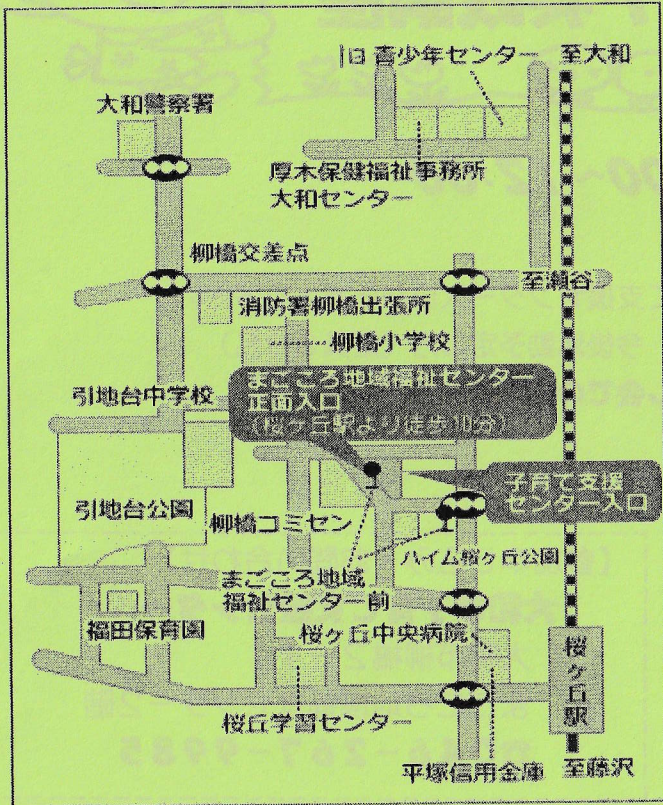 旧青少年センター
至大和
大和警察署
厚木保健福祉事務所
大和センター
柳橋交差点
至瀬谷
消防署柳橋出張所
柳橋小学校
まごころ地域福祉センター
正面入口
(桜ヶ丘駅より徒歩10分)
引地台中学校
子育て支援
センター入口
引地台公園
柳橋コミセン
ハイム桜ヶ丘公園
まごころ地域
福祉センター前
福田保育園
桜ヶ丘中央病院
桜ヶ丘駅
桜丘学習センター
平塚信用金庫
至藤沢